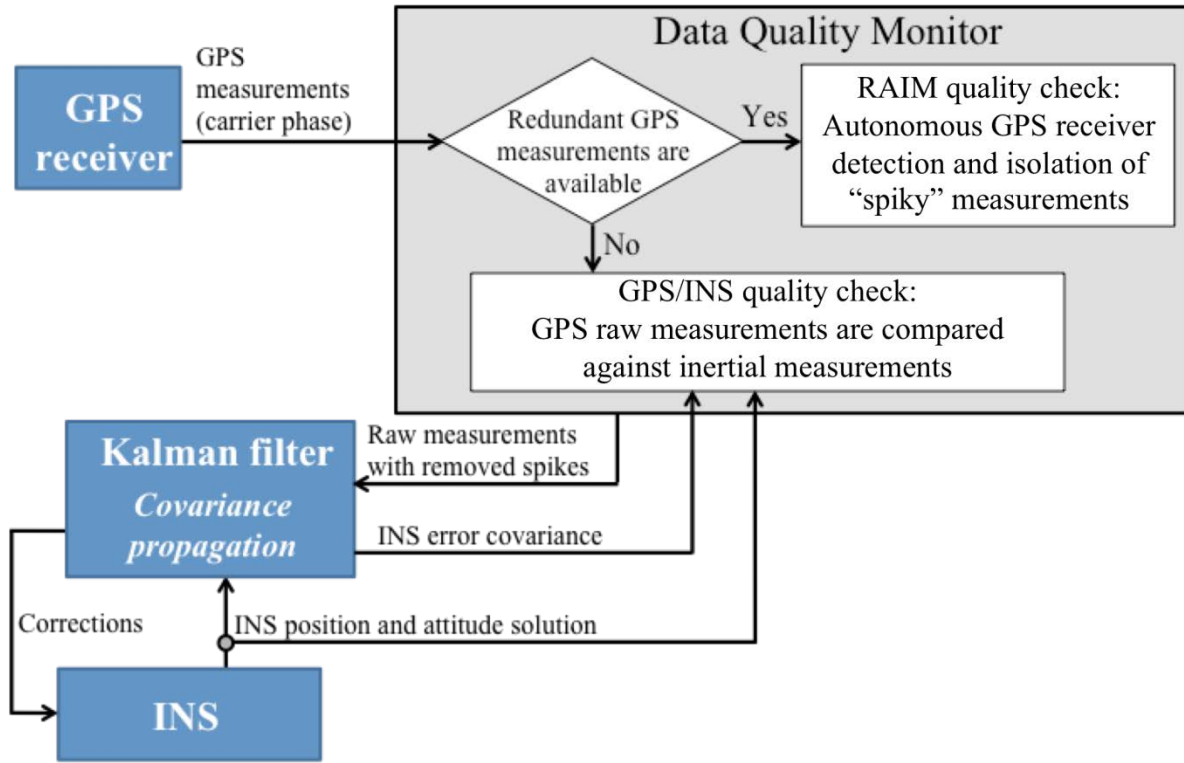 Data Quality Monitor
GPS
receiver
GPS
measurements
(carrier phase)
Redundant GPS
measurements are
available
Yes
RAIM quality check:
Autonomous GPS receiver
detection and isolation of
“spiky” measurements
No
GPS/INS quality check:
GPS raw measurements are compared
against inertial measurements
Kalman filter
Covariance
propagation
Raw measurements
with removed spikes
INS error covariance
Corrections
INS position and attitude solution
INS